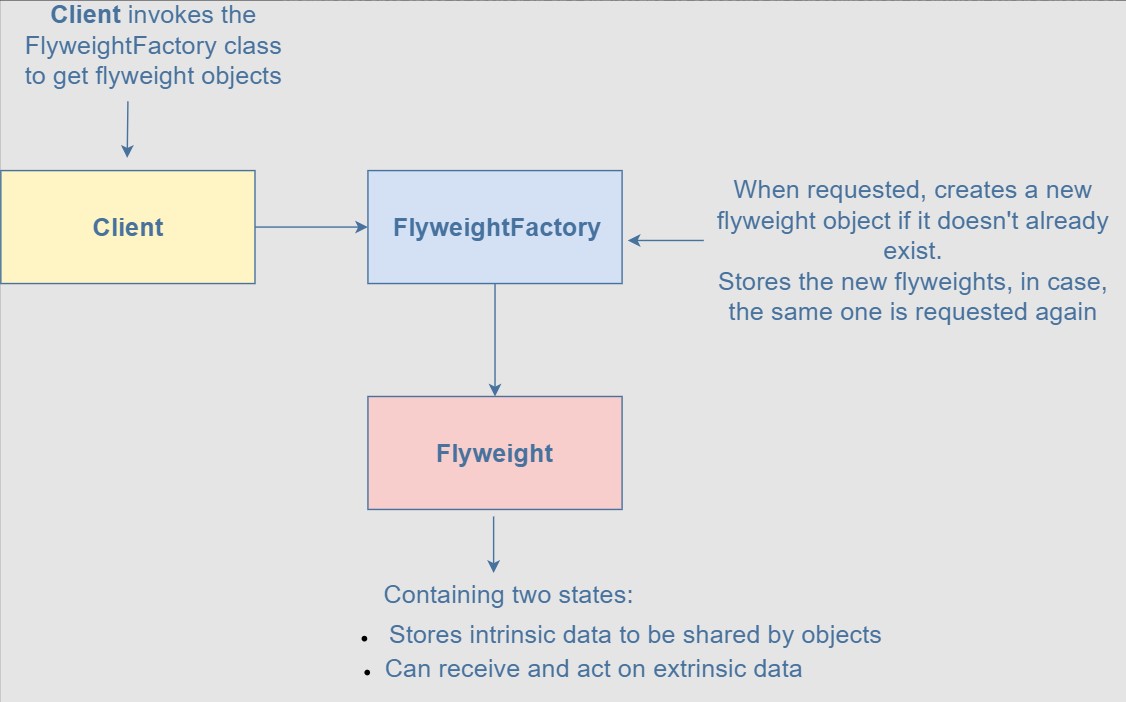 Client invokes the
FlyweightFactory class
to get flyweight objects
Client
FlyweightFactory
When requested, creates a new
flyweight object if it doesn't already
exist.
Stores the new flyweights, in case,
the same one is requested again
Flyweight
Containing two states:
• Stores intrinsic data to be shared by objects
• Can receive and act on extrinsic data